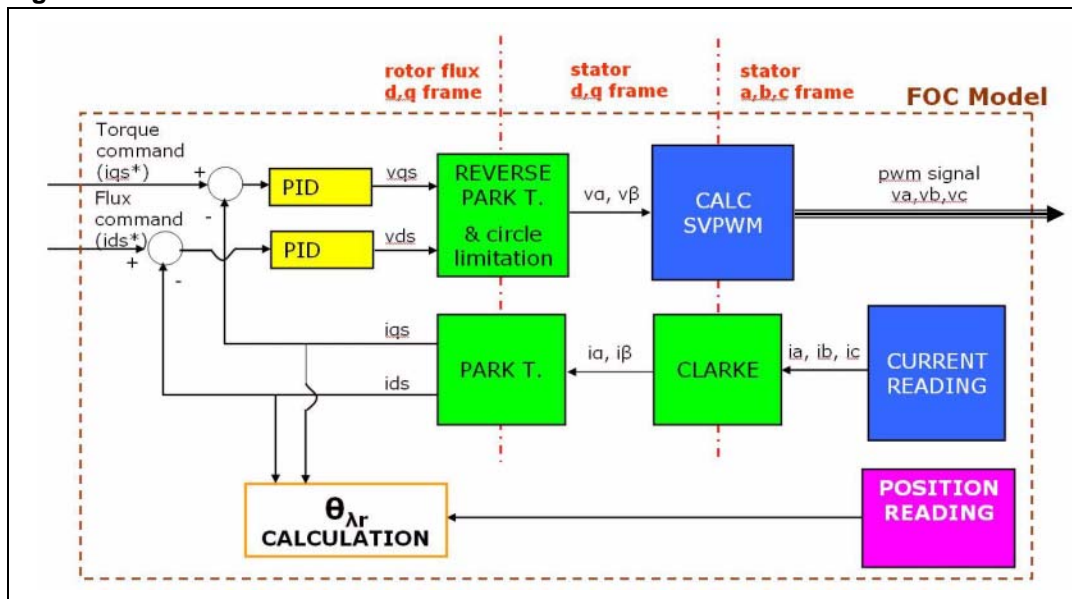 rotor flux
d,q frame
stator
d,q frame
stator
a,b,c frame
FOC Model
Torque
command
(iqs*)
+
-
PID
vqs
REVERSE
PARK T.
& circle
limitation
vα, vβ
CALC
SVPWM
pwm signal
va,vb,vc
Flux
command
(ids*)
+
-
PID
vds
iqs
ids
PARK T.
iα, iβ
CLARKE
ia, ib, ic
CURRENT
READING
θλr
CALCULATION
POSITION
READING